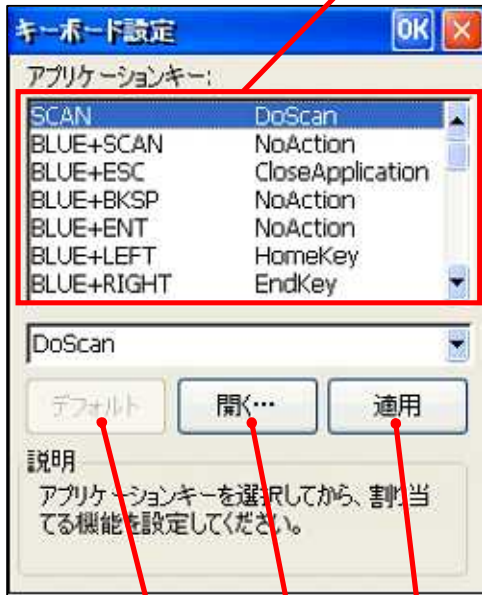 キーボード設定 OK
アプリケーションキー:
SCAN DoScan
BLUE+SCAN NoAction
BLUE+ESC CloseApplication
BLUE+BKSP NoAction
BLUE+ENT NoAction
BLUE+LEFT HomeKey
BLUE+RIGHT EndKey
DoScan
デフォルト 開く… 適用
説明
アプリケーションキーを選択してから、割り当
てる機能を設定してください。